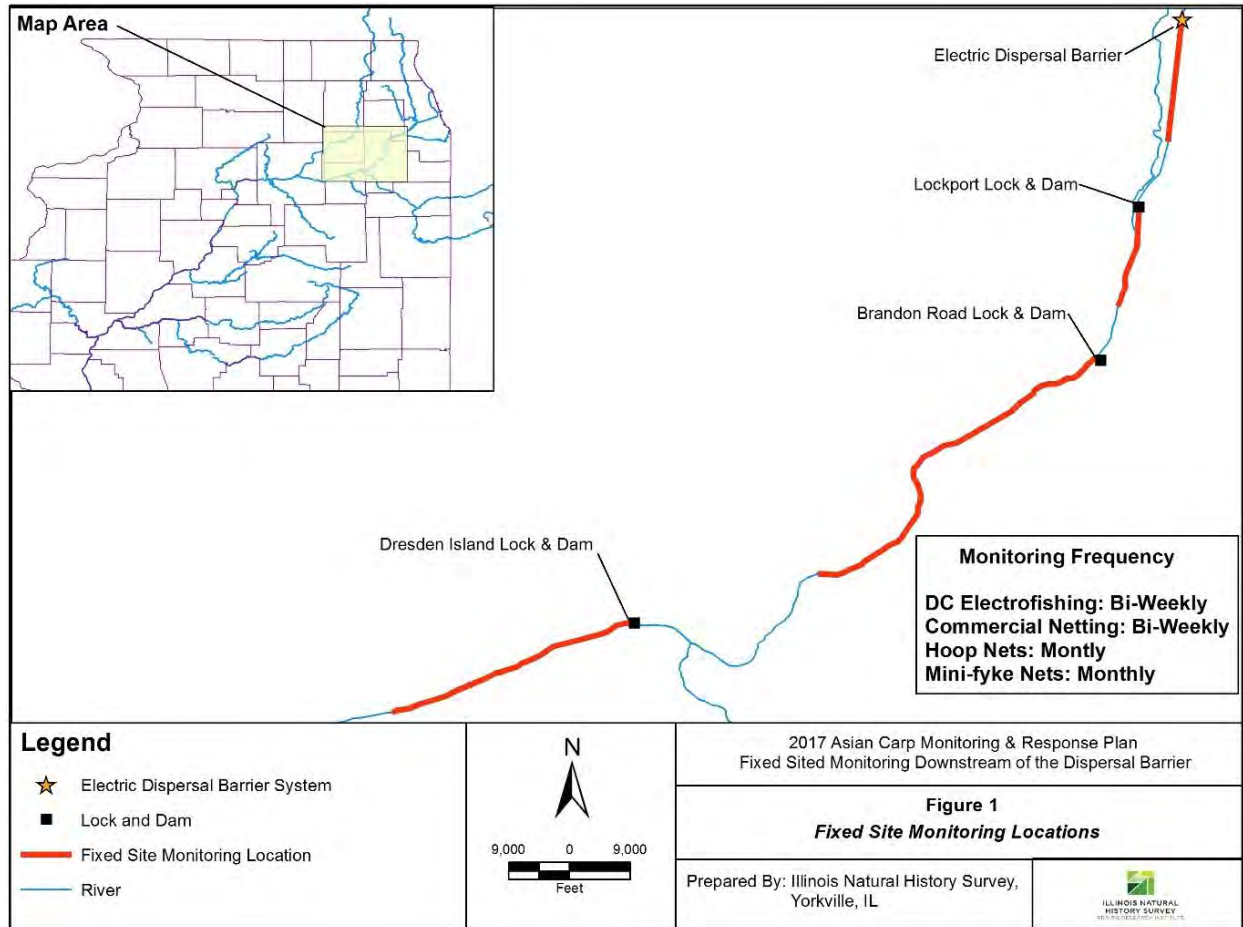 Map Area
Electric Dispersal Barrier
Lockport Lock & Dam
Brandon Road Lock & Dam
Dresden Island Lock & Dam
Monitoring Frequency
DC Electrofishing: Bi-Weekly
Commercial Netting: Bi-Weekly
Hoop Nets: Montly
Mini-fyke Nets: Monthly
Legend
Electric Dispersal Barrier System
Lock and Dam
Fixed Site Monitoring Location
River
N
9,000 0 9,000
Feet
2017 Asian Carp Monitoring & Response Plan
Fixed Sited Monitoring Downstream of the Dispersal Barrier
Figure 1
Fixed Site Monitoring Locations
Prepared By: Illinois Natural History Survey,
Yorkville, IL
ILLINOIS NATURAL
HISTORY SURVEY